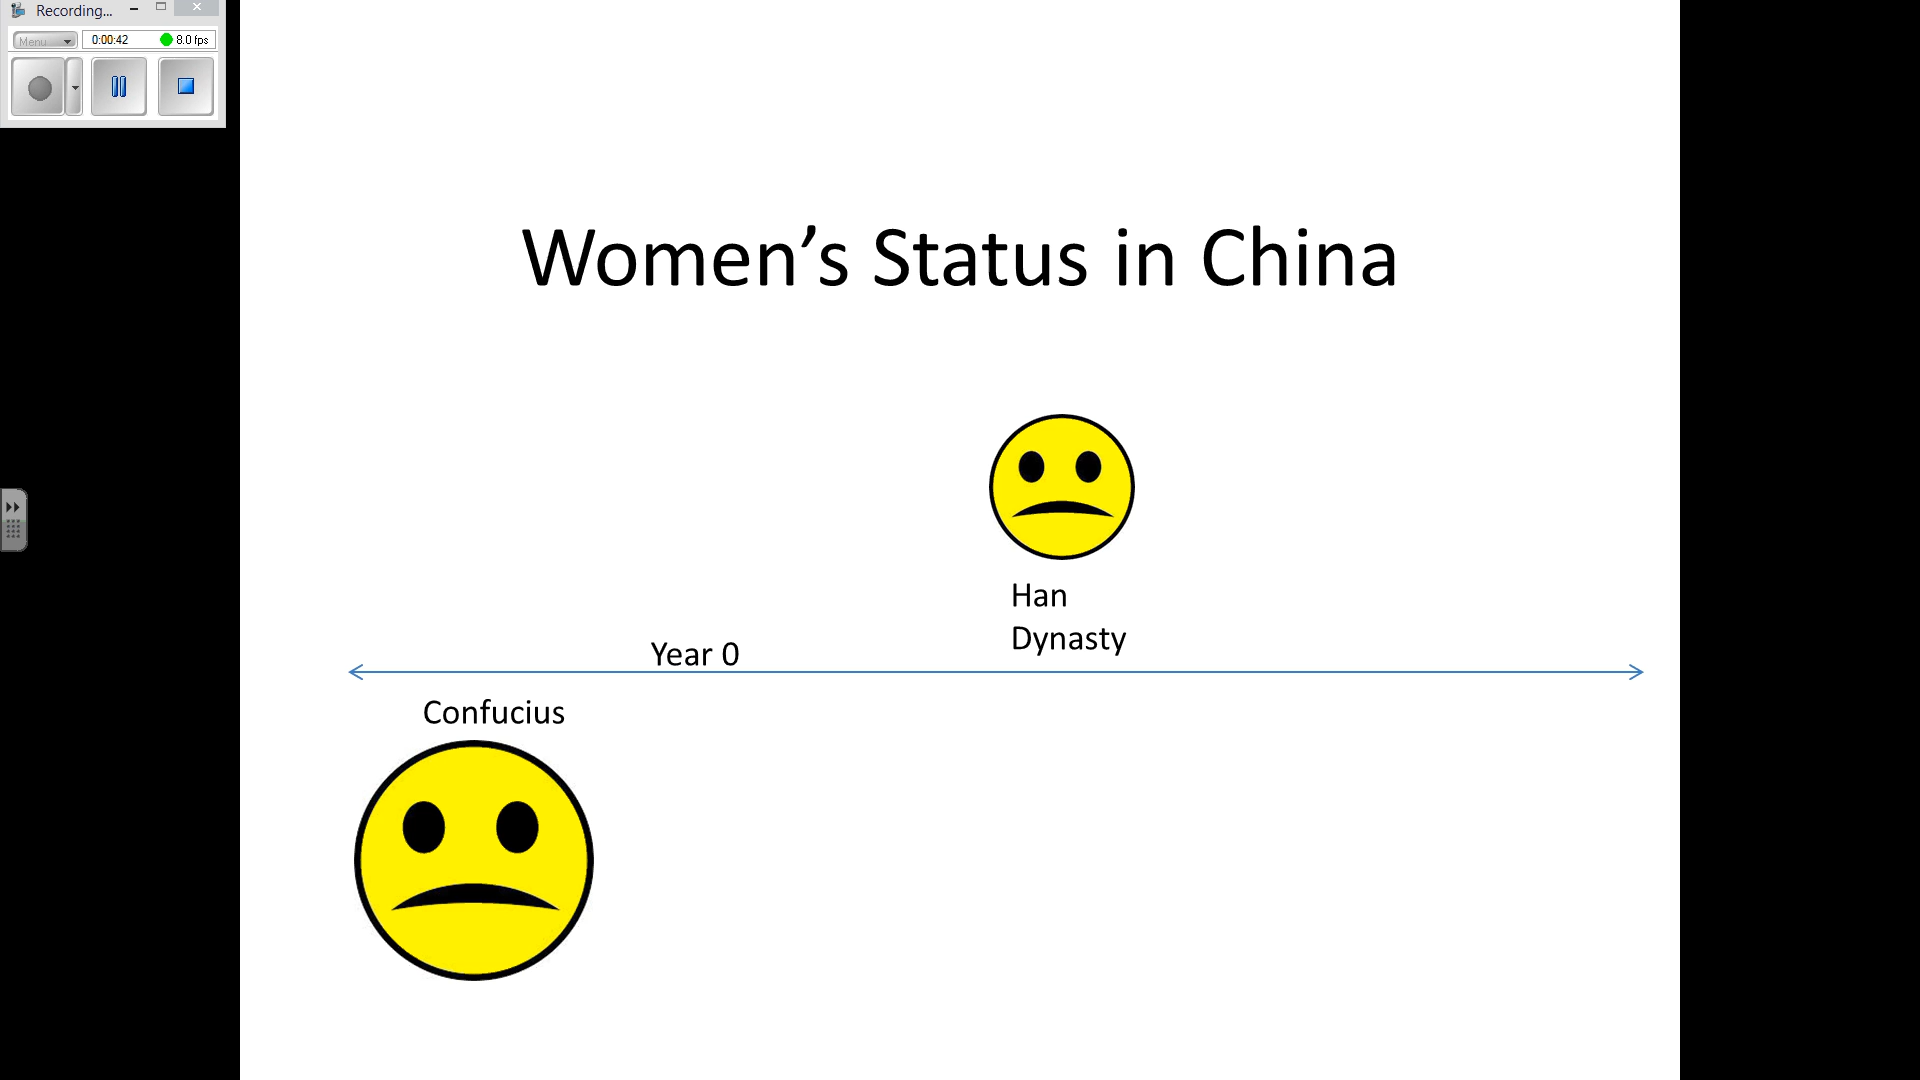 Recording...
Menu
0:00:42
8.0 fps
Women’s Status in China
Han
Dynasty
Year 0
Confucius